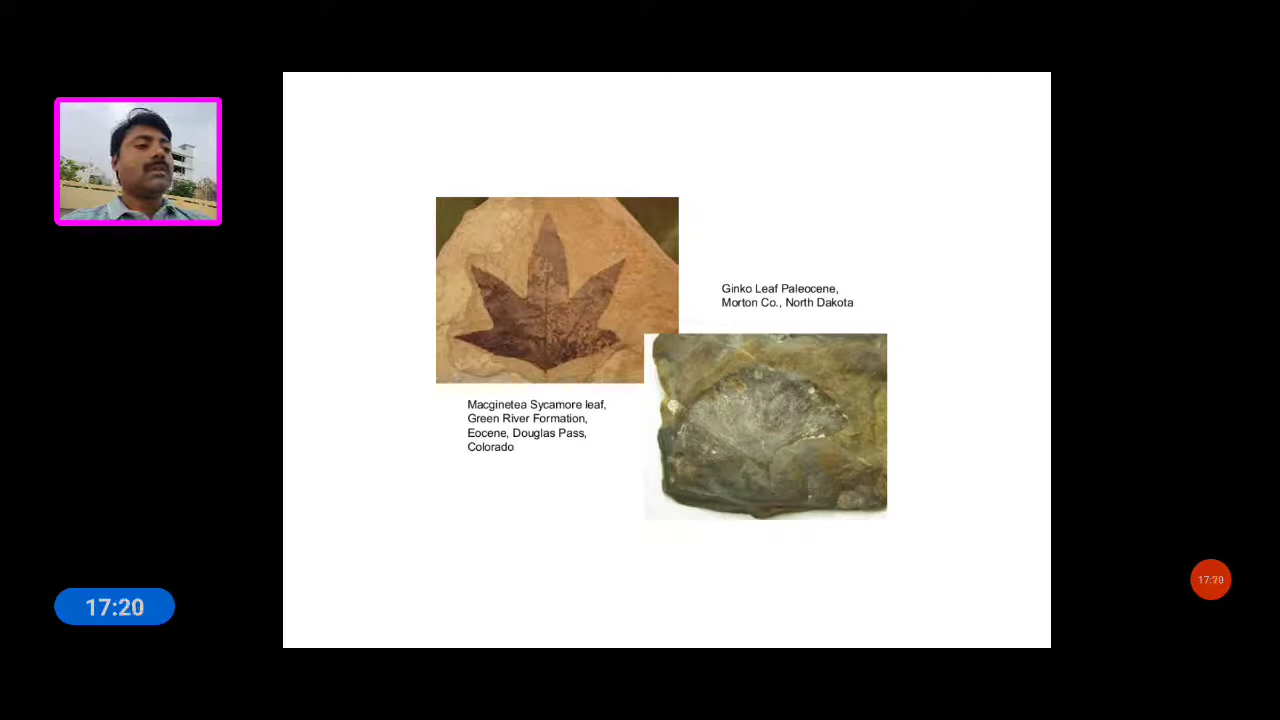 Ginko Leaf Paleocene,
Morton Co., North Dakota
Macginetea Sycamore leaf,
Green River Formation,
Eocene, Douglas Pass,
Colorado
17:20
17:20